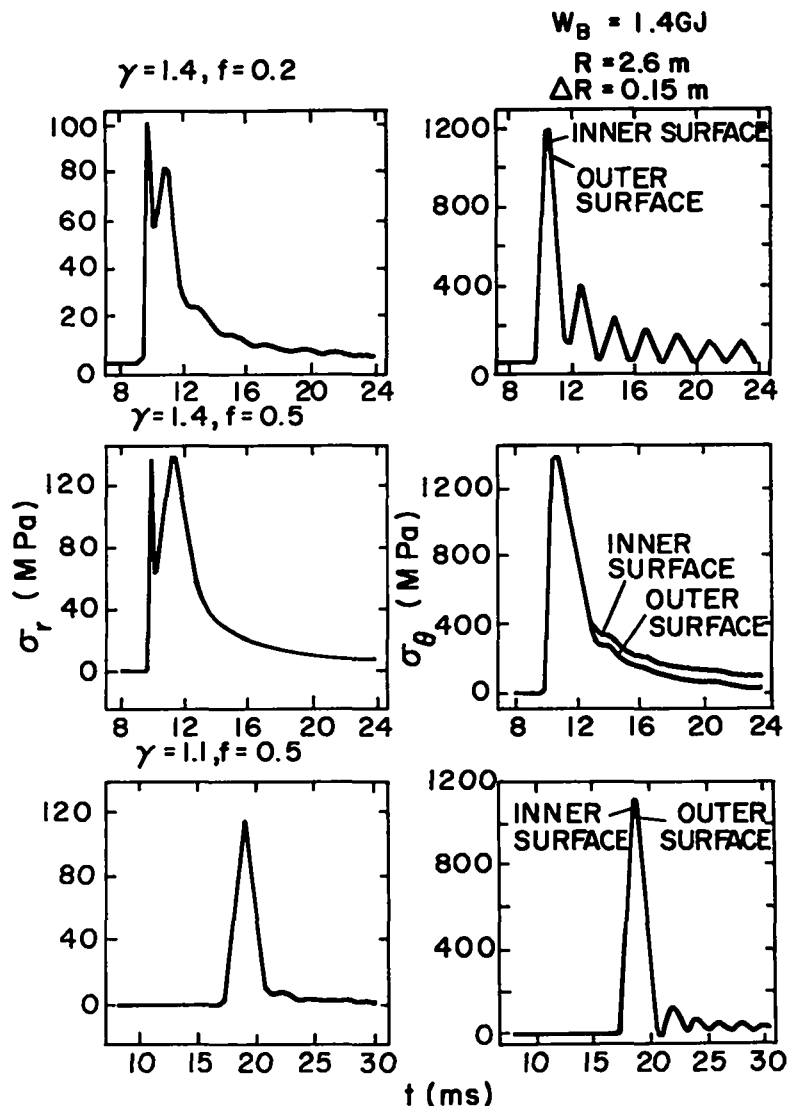 W_B = 1.4GJ
R = 2.6 m
ΔR = 0.15 m
γ=1.4, f=0.2
100
80
60
40
20
0
8 12 16 20 24
1200
800
400
0
8 12 16 20 24
INNER SURFACE
OUTER
SURFACE
γ=1.4, f=0.5
120
80
40
0
8 12 16 20 24
σ_r (MPa)
1200
800
400
0
8 12 16 20 24
σ_θ (MPa)
INNER
SURFACE
OUTER
SURFACE
γ=1.1, f=0.5
120
80
40
0
10 15 20 25 30
1200
800
400
0
10 15 20 25 30
INNER
SURFACE
OUTER
SURFACE
t (ms)